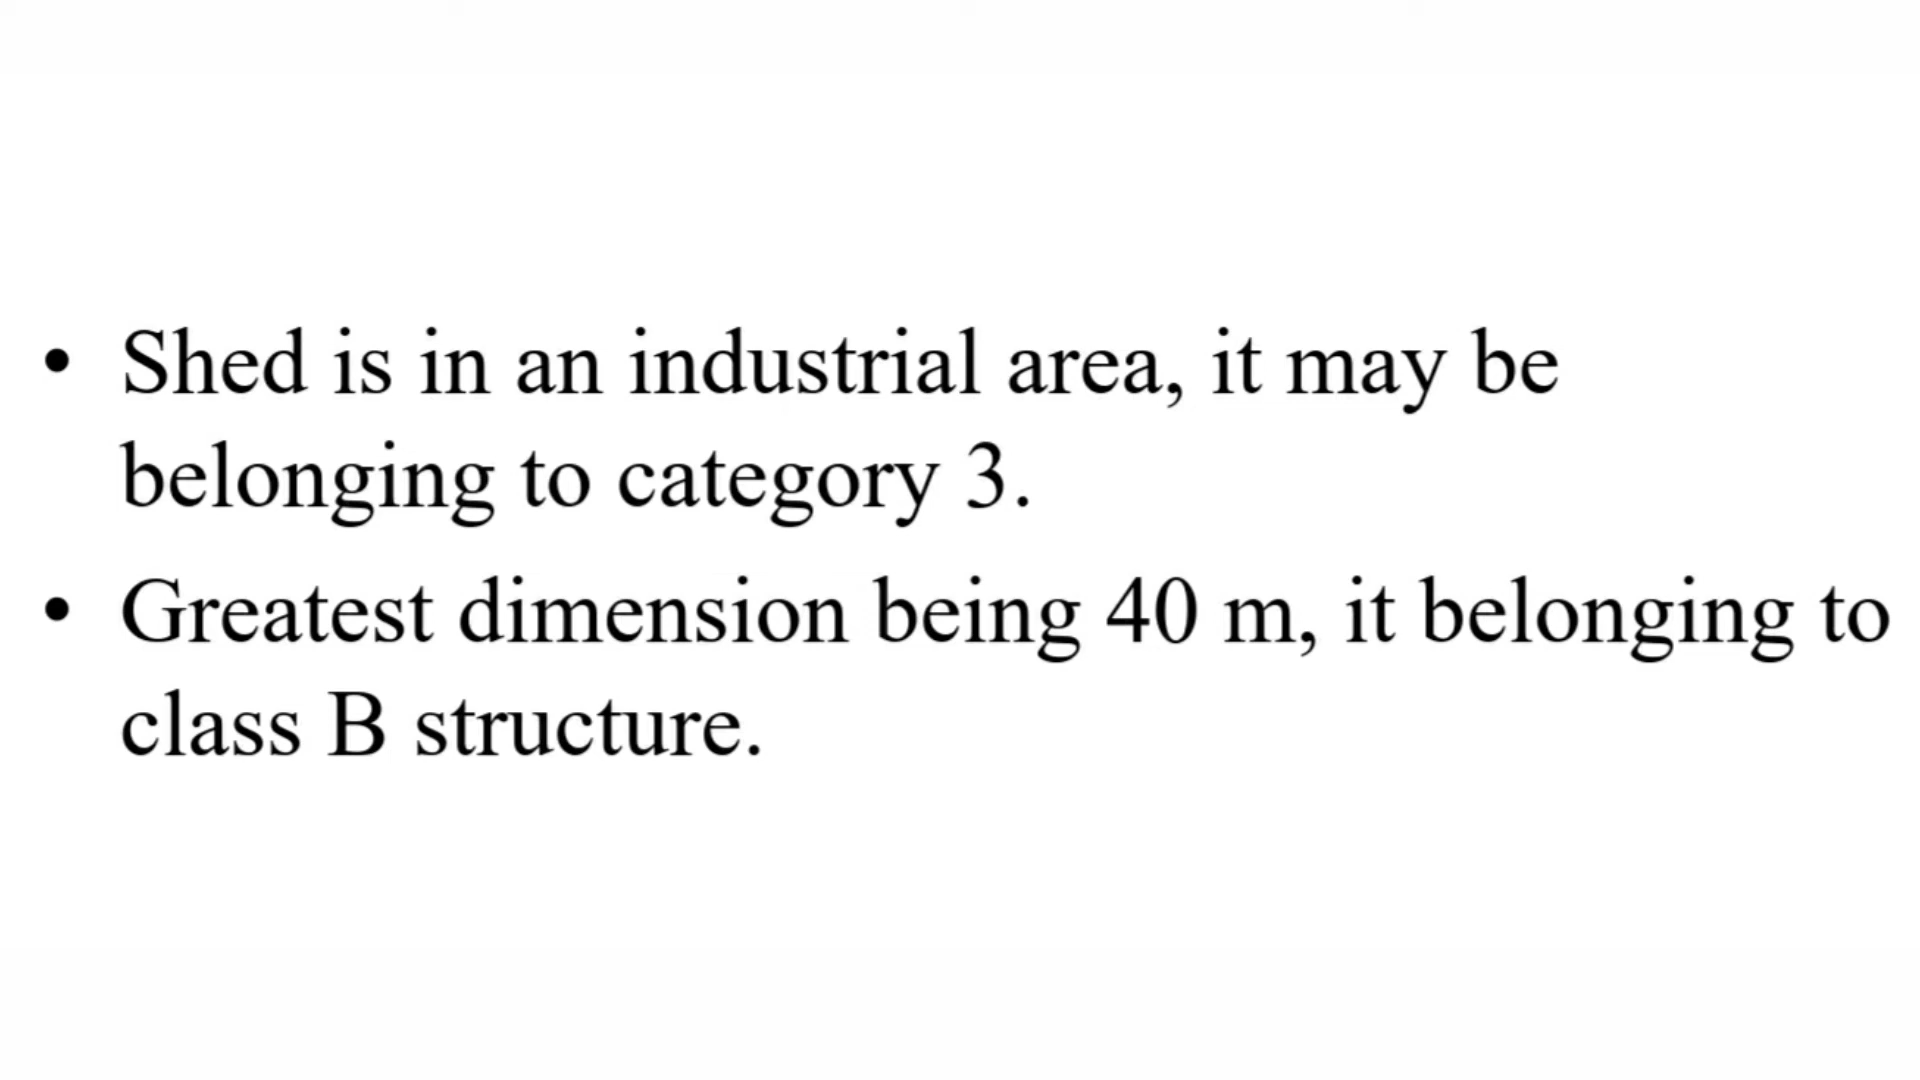 • Shed is in an industrial area, it may be
belonging to category 3.
• Greatest dimension being 40 m, it belonging to
class B structure.